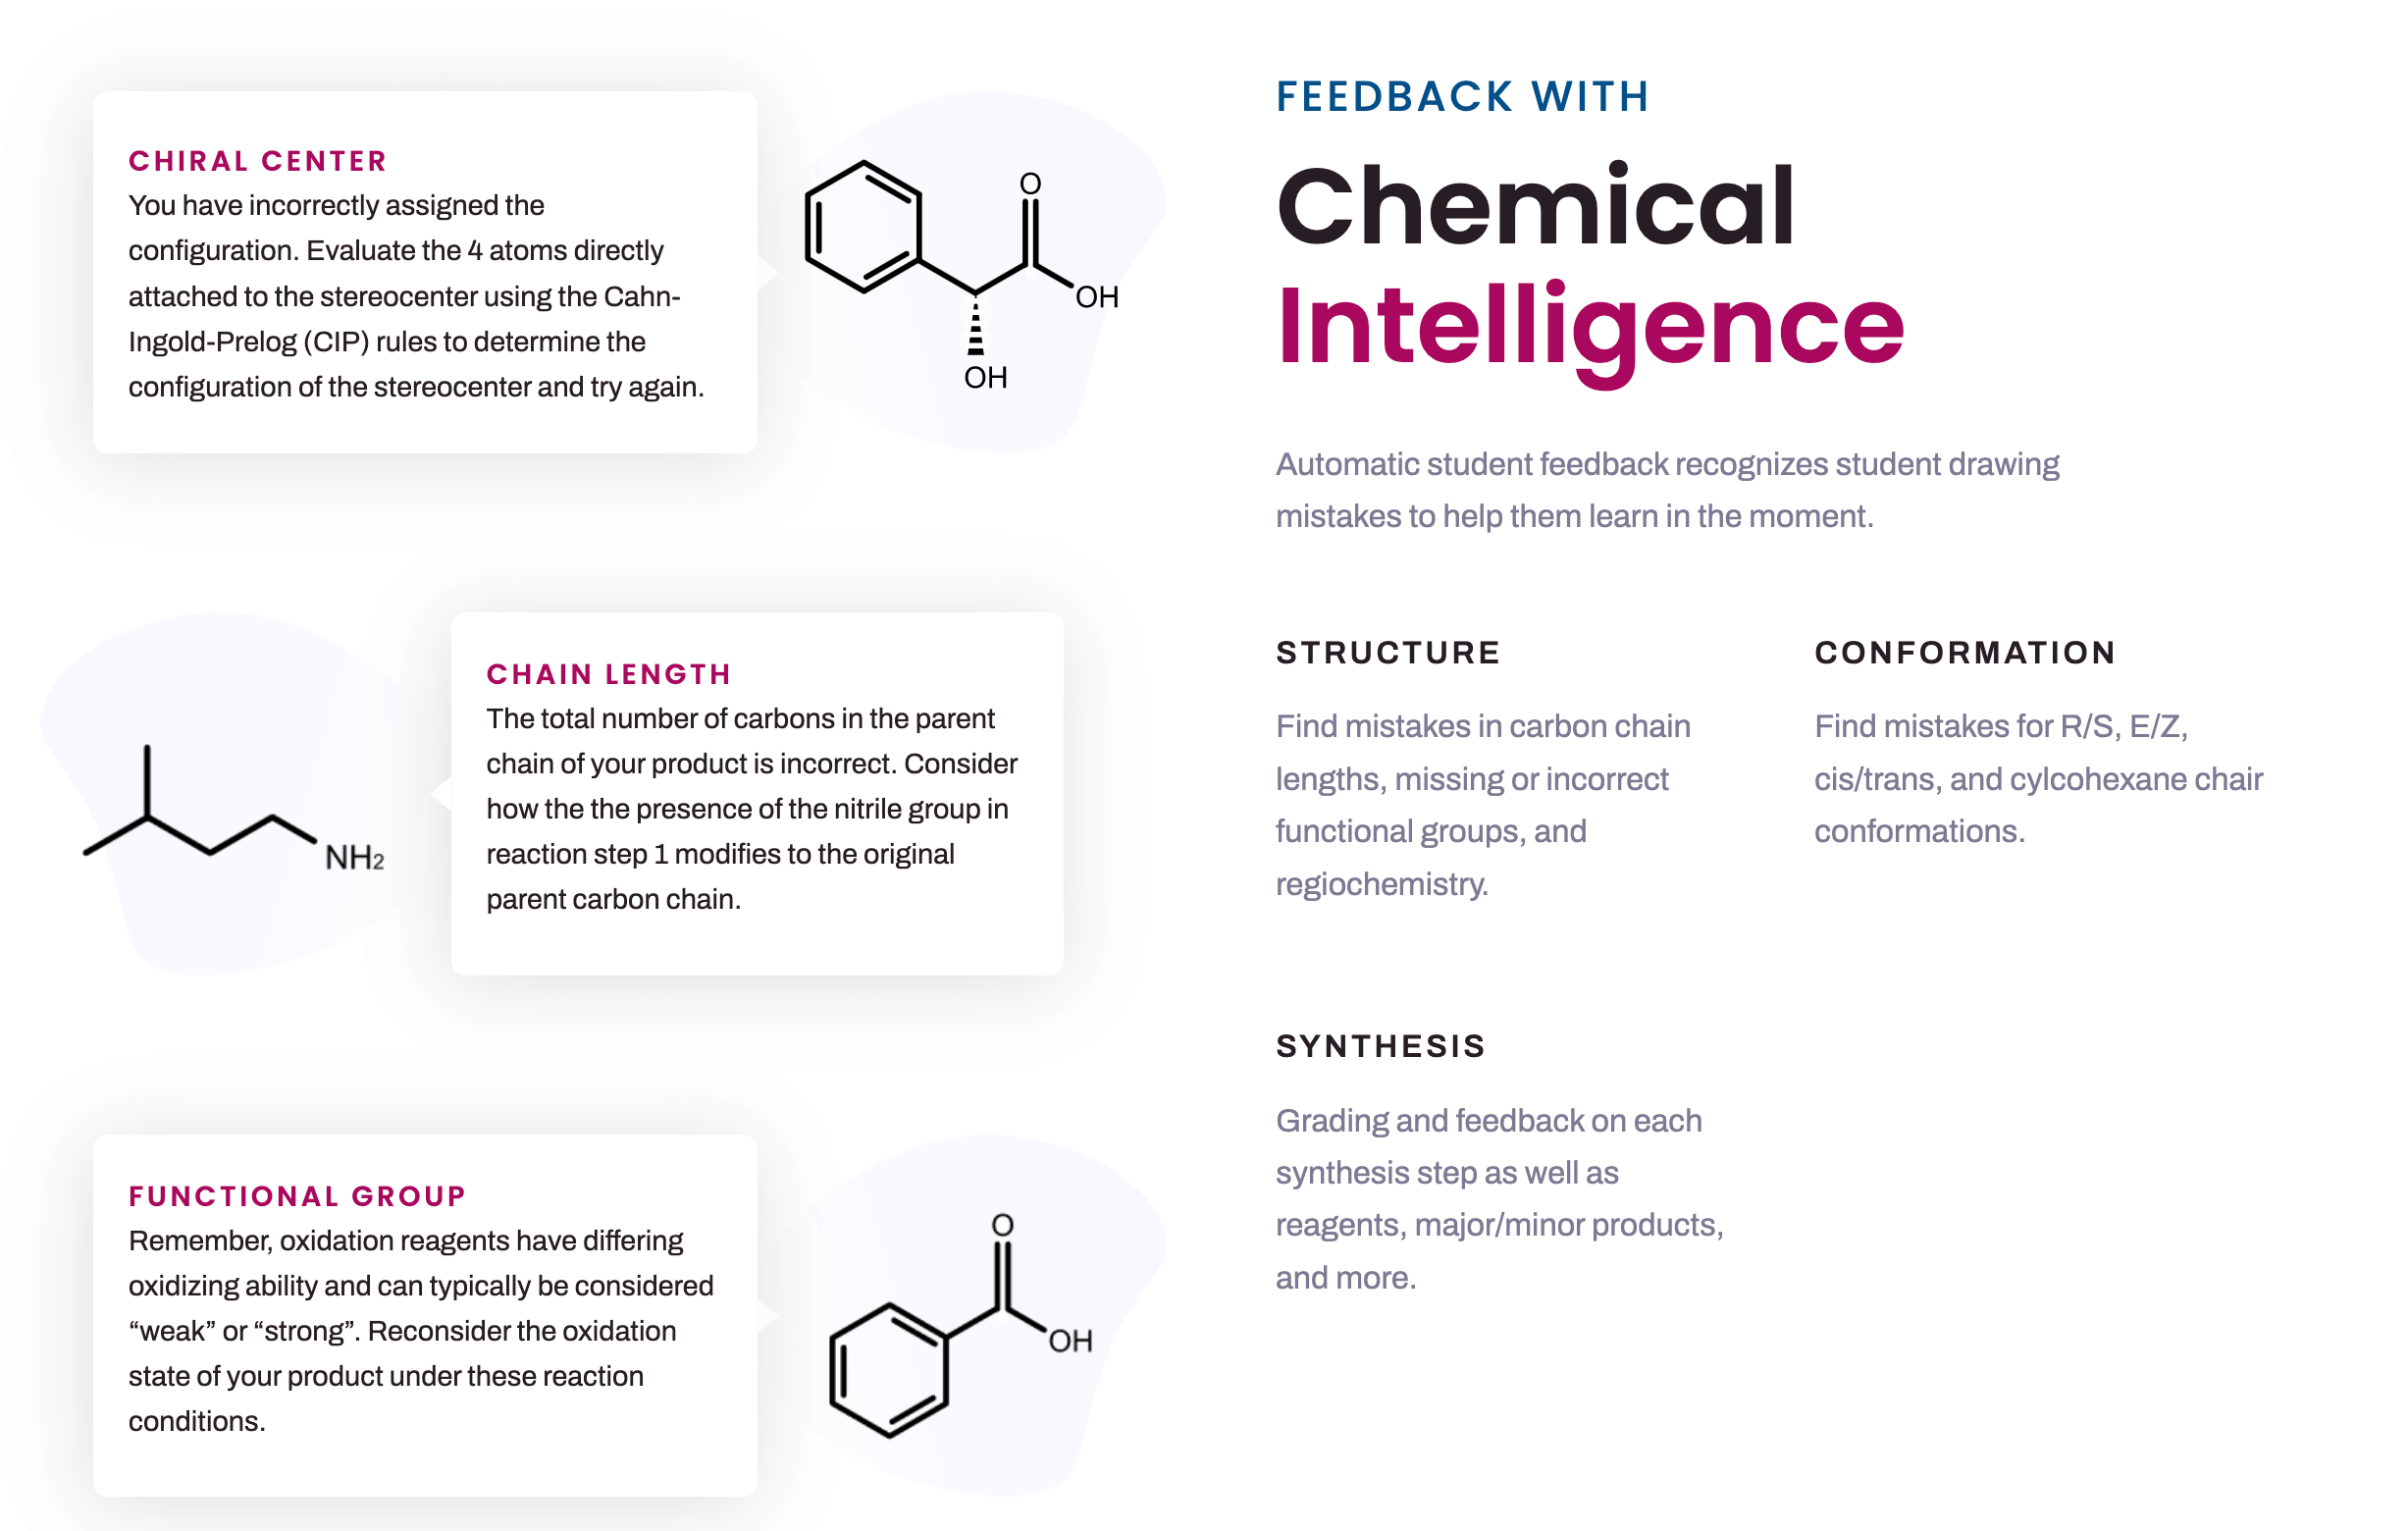 CHIRAL CENTER
You have incorrectly assigned the
configuration. Evaluate the 4 atoms directly
attached to the stereocenter using the Cahn-
Ingold-Prelog (CIP) rules to determine the
configuration of the stereocenter and try again.
O
OH
OH
CHAIN LENGTH
The total number of carbons in the parent
chain of your product is incorrect. Consider
how the the presence of the nitrile group in
reaction step 1 modifies to the original
parent carbon chain.
NH₂
FUNCTIONAL GROUP
Remember, oxidation reagents have differing
oxidizing ability and can typically be considered
“weak” or “strong”. Reconsider the oxidation
state of your product under these reaction
conditions.
O
OH
FEEDBACK WITH
Chemical
Intelligence
Automatic student feedback recognizes student drawing
mistakes to help them learn in the moment.
STRUCTURE
Find mistakes in carbon chain
lengths, missing or incorrect
functional groups, and
regiochemistry.
CONFORMATION
Find mistakes for R/S, E/Z,
cis/trans, and cylcohexane chair
conformations.
SYNTHESIS
Grading and feedback on each
synthesis step as well as
reagents, major/minor products,
and more.